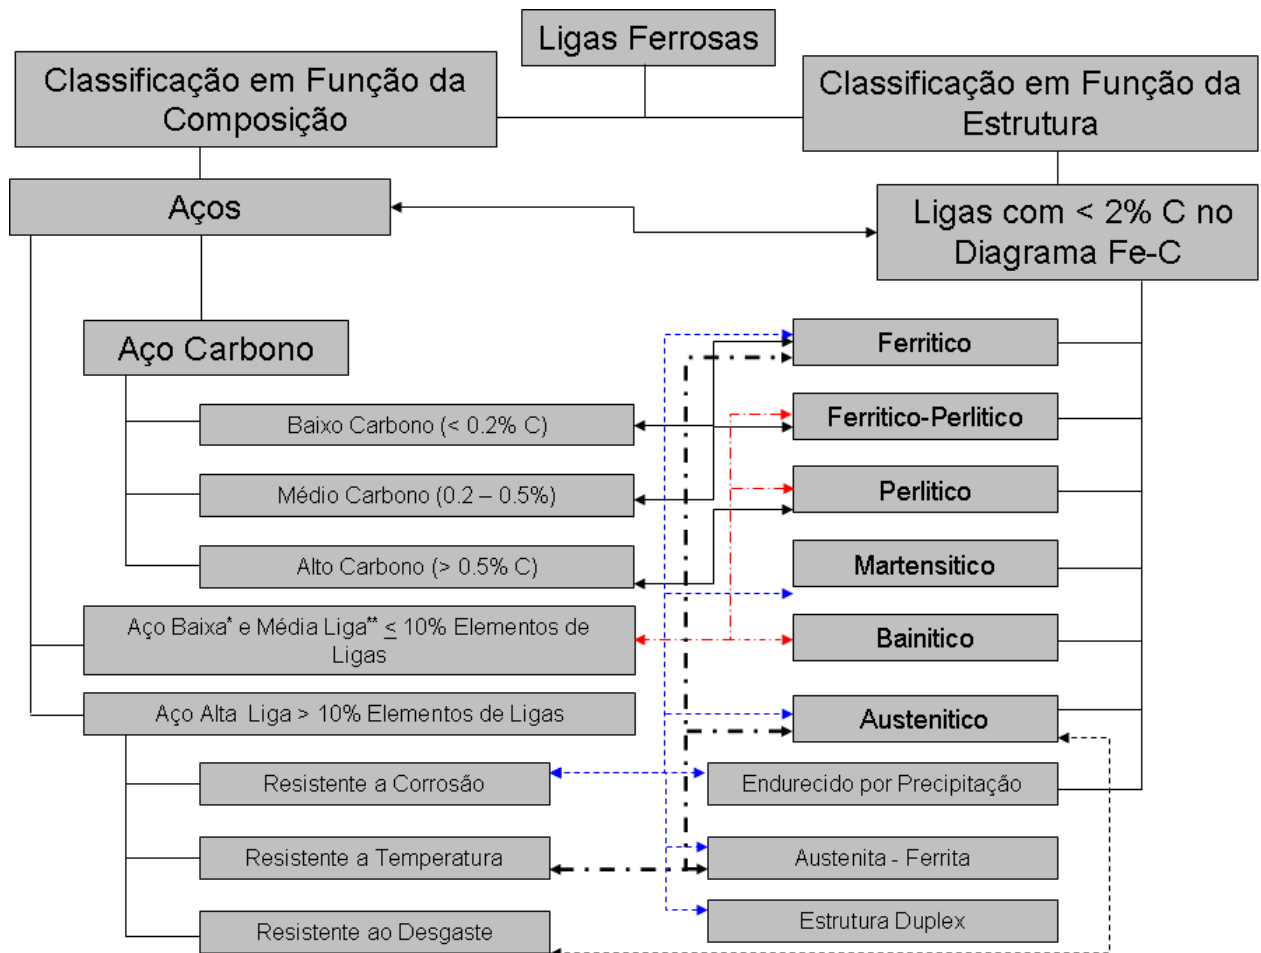 Ligas Ferrosas
Classificação em Função da
Composição
Classificação em Função da
Estrutura
Aços
Ligas com < 2% C no
Diagrama Fe-C
Aço Carbono
Ferritico
Baixo Carbono (< 0.2% C)
Ferritico-Perlitico
Médio Carbono (0.2 – 0.5%)
Perlitico
Alto Carbono (> 0.5% C)
Martensitico
Aço Baixa* e Média Liga** ≤ 10% Elementos de
Ligas
Bainitico
Aço Alta Liga > 10% Elementos de Ligas
Austenitico
Resistente a Corrosão
Endurecido por Precipitação
Resistente a Temperatura
Austenita - Ferrita
Resistente ao Desgaste
Estrutura Duplex